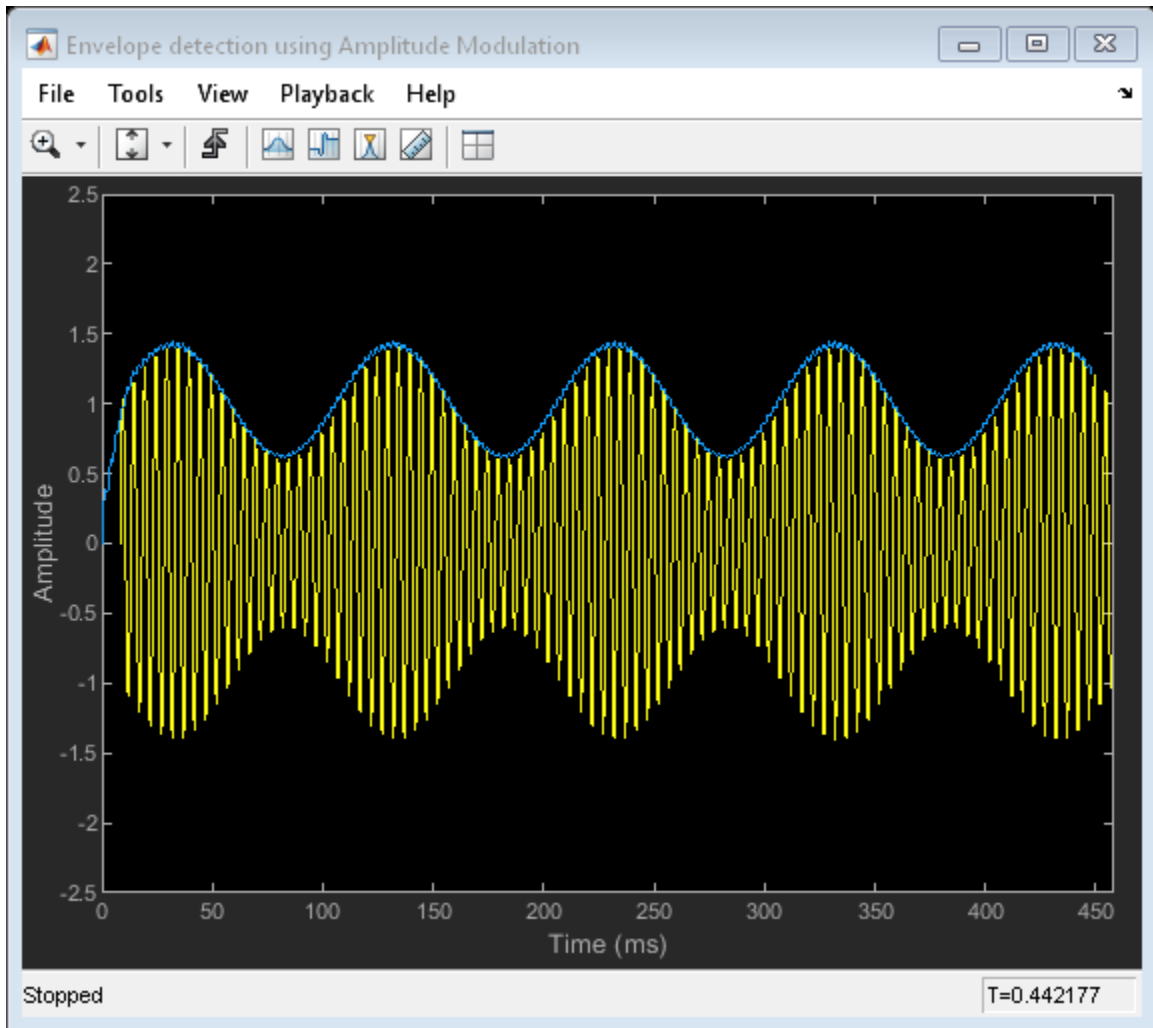 Envelope detection using Amplitude Modulation
File Tools View Playback Help
2.5
2
1.5
1
0.5
0
-0.5
-1
-1.5
-2
-2.5
Amplitude
0 50 100 150 200 250 300 350 400 450
Time (ms)
Stopped T=0.442177